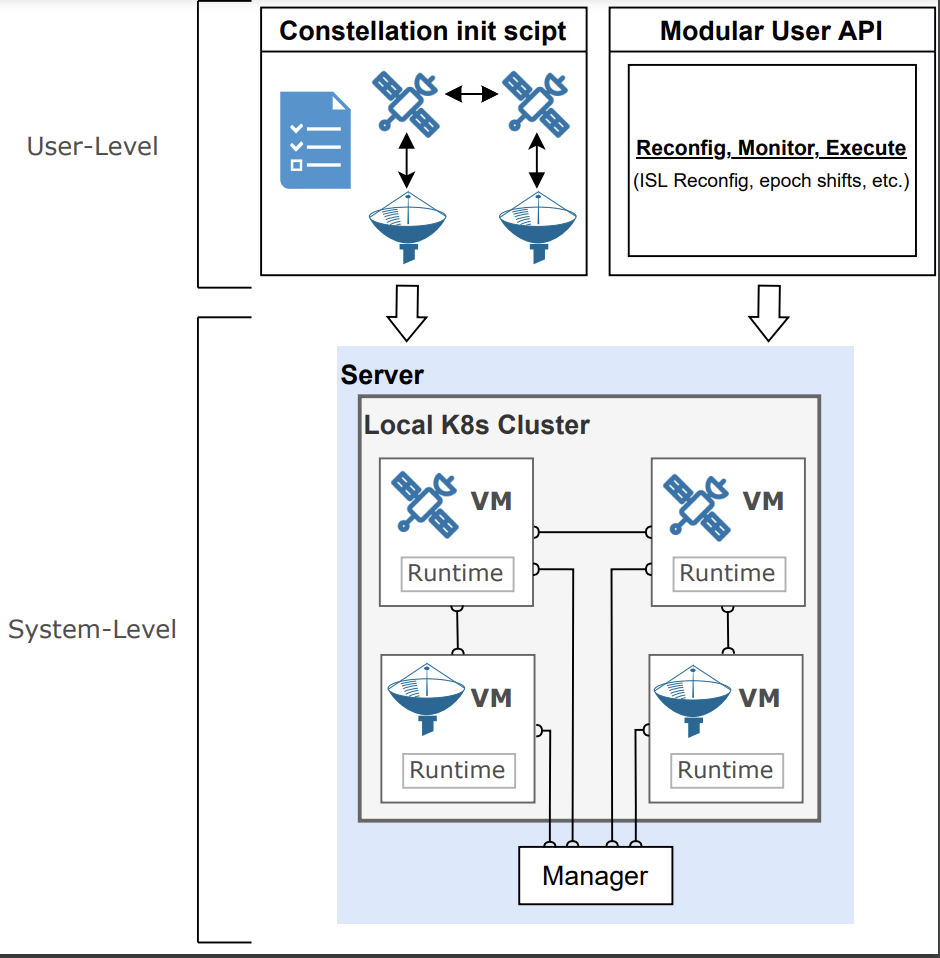 Constellation init scipt
Modular User API
User-Level
Reconfig, Monitor, Execute
(ISL Reconfig, epoch shifts, etc.)
Server
Local K8s Cluster
VM
VM
Runtime
Runtime
System-Level
VM
VM
Runtime
Runtime
Manager